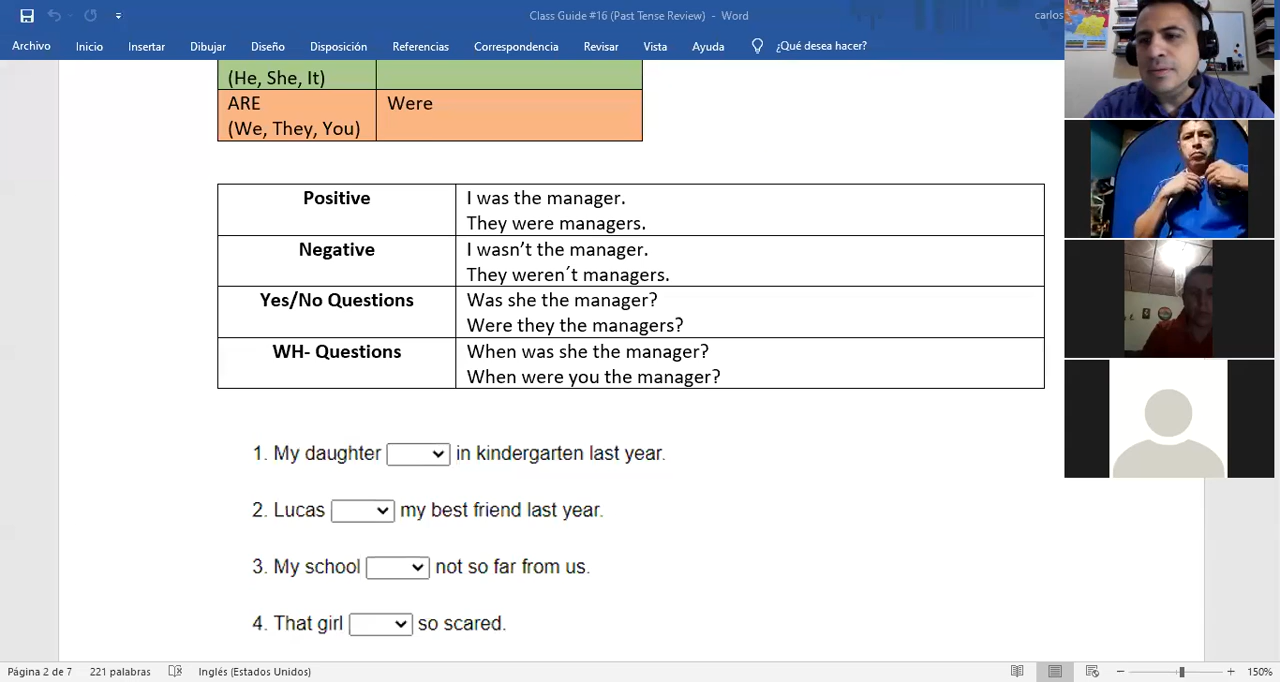 Class Guide #16 (Past Tense Review) - Word
carlos
Archivo Inicio Insertar Dibujar Diseño Disposición Referencias Correspondencia Revisar Vista Ayuda ¿Qué desea hacer?
(He, She, It)
ARE Were
(We, They, You)
Positive I was the manager.
They were managers.
Negative I wasn’t the manager.
They weren´t managers.
Yes/No Questions Was she the manager?
Were they the managers?
WH- Questions When was she the manager?
When were you the manager?
1. My daughter in kindergarten last year.
2. Lucas my best friend last year.
3. My school not so far from us.
4. That girl so scared.
Página 2 de 7 221 palabras Inglés (Estados Unidos) 150%